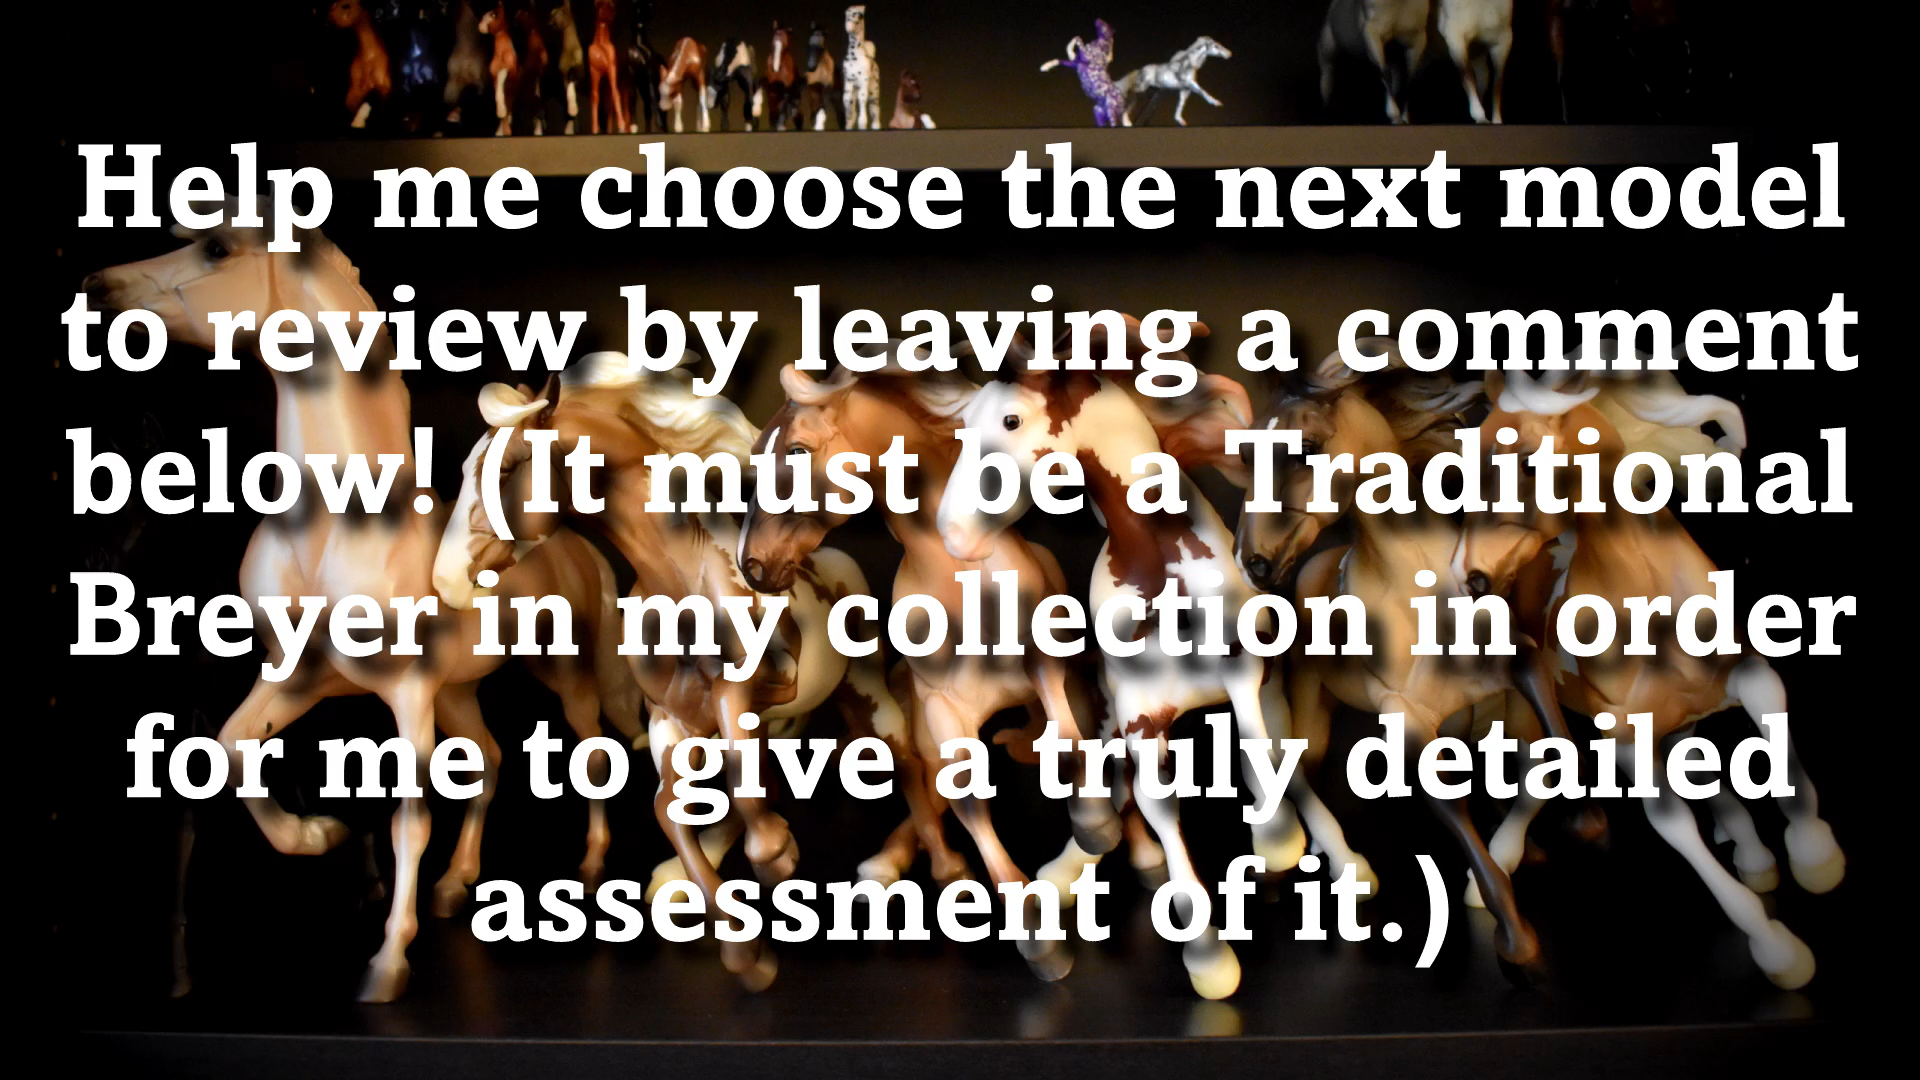 Help me choose the next model
to review by leaving a comment
below! (It must be a Traditional
Breyer in my collection in order
for me to give a truly detailed
assessment of it.)